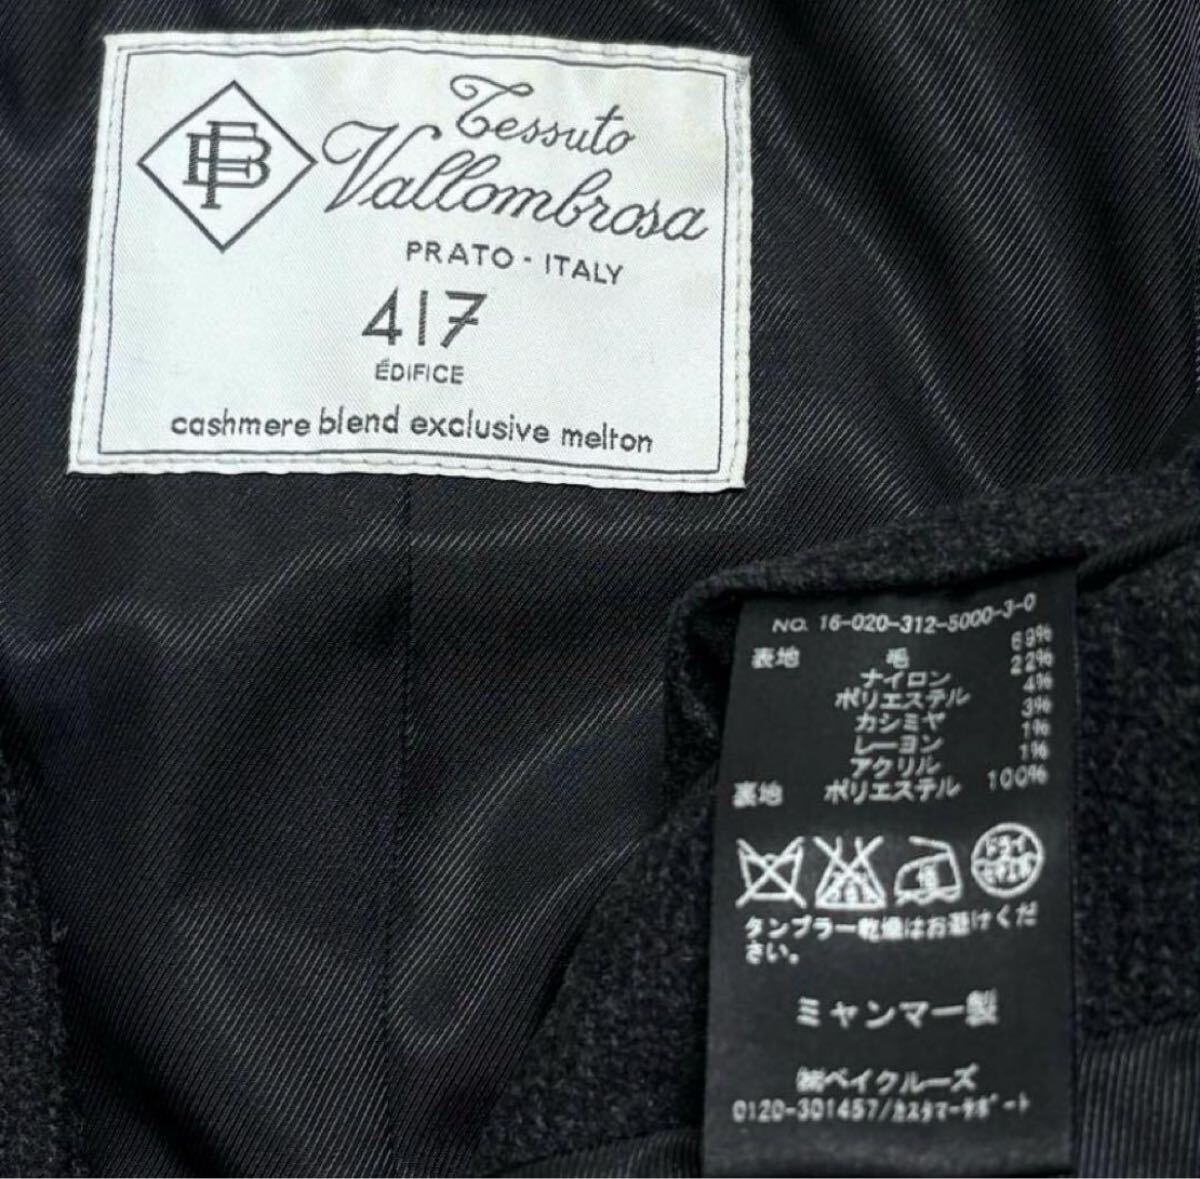 EB
Tessuto
Vallombrosa
PRATO - ITALY
417
ÉDIFICE
cashmere blend exclusive melton
NO. 16-020-312-5000-3-0
表地 毛 69%
ナイロン 22%
ポリエステル 4%
カシミヤ 3%
レーヨン 1%
アクリル 1%
裏地 ポリエステル 100%
ドライ
セキユ系
タンブラー乾燥はお避けくだ
さい。
ミャンマー製
㈱ベイクルーズ
0120-301457/カスタマーサポート